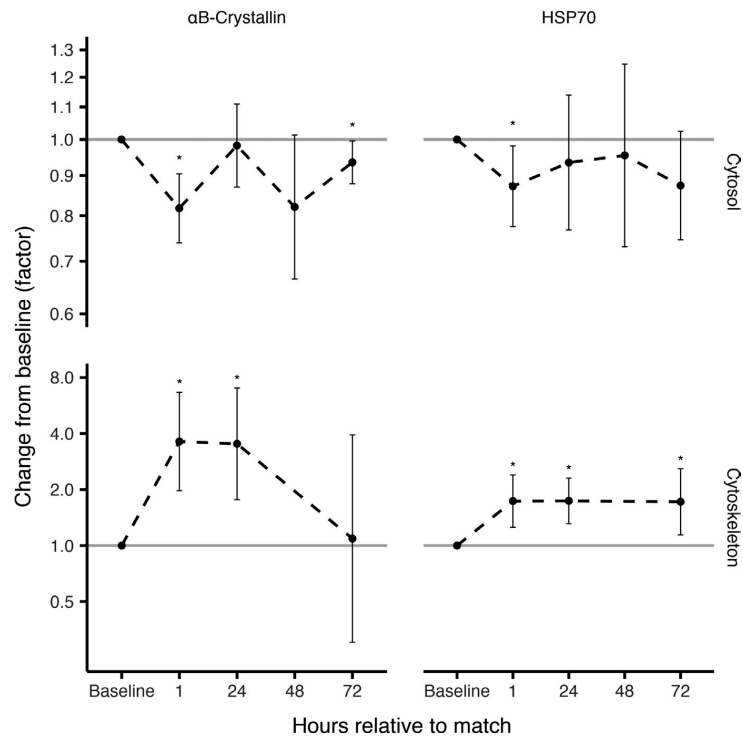 αB-Crystallin
HSP70
1.3
1.2
1.1
1.0
0.9
0.8
0.7
0.6
* * *
Cytosol
Change from baseline (factor)
8.0
4.0
2.0
1.0
0.5
* * * * *
Cytoskeleton
Baseline 1 24 48 72
Baseline 1 24 48 72
Hours relative to match